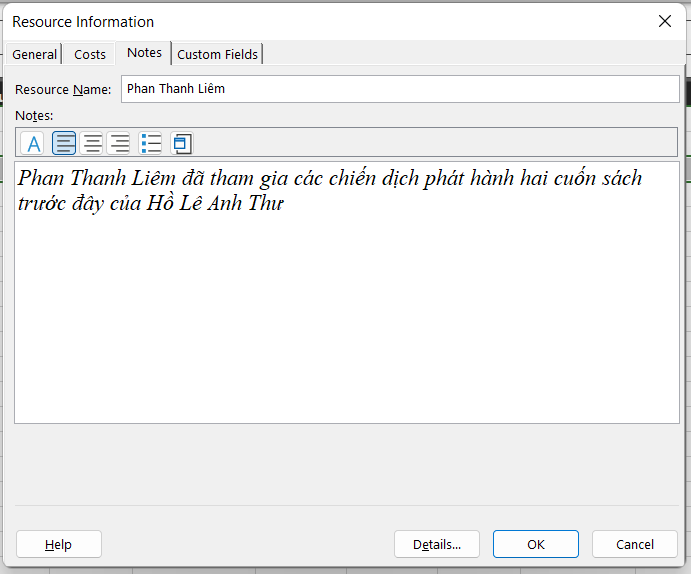 Resource Information
General
Costs
Notes
Custom Fields
Resource Name:
Phan Thanh Liêm
Notes:
A
Phan Thanh Liêm đã tham gia các chiến dịch phát hành hai cuốn sách
trước đây của Hồ Lê Anh Thư
Help
Details...
OK
Cancel